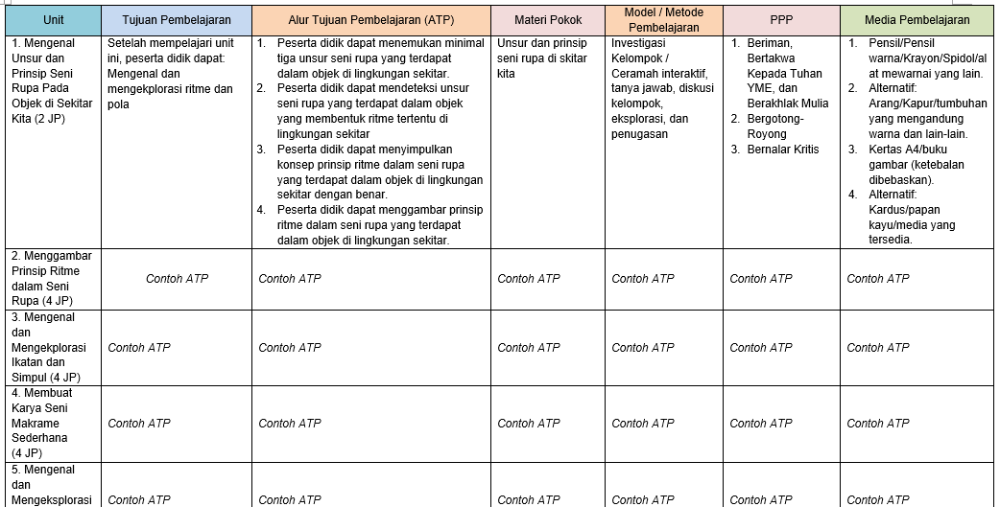 Unit
Tujuan Pembelajaran
Alur Tujuan Pembelajaran (ATP)
Materi Pokok
Model / Metode
Pembelajaran
PPP
Media Pembelajaran
1. Mengenal
Unsur dan
Prinsip Seni
Rupa Pada
Objek di Sekitar
Kita (2 JP)
Setelah mempelajari unit
ini, peserta didik dapat:
Mengenal dan
mengekplorasi ritme dan
pola
1. Peserta didik dapat menemukan minimal
tiga unsur seni rupa yang terdapat
dalam objek di lingkungan sekitar.
2. Peserta didik dapat mendeteksi unsur
seni rupa yang terdapat dalam objek
yang membentuk ritme tertentu di
lingkungan sekitar
3. Peserta didik dapat menyimpulkan
konsep prinsip ritme dalam seni rupa
yang terdapat dalam objek di lingkungan
sekitar dengan benar.
4. Peserta didik dapat menggambar prinsip
ritme dalam seni rupa yang terdapat
dalam objek di lingkungan sekitar.
Unsur dan prinsip
seni rupa di skitar
kita
Investigasi
Kelompok /
Ceramah interaktif,
tanya jawab, diskusi
kelompok,
eksplorasi, dan
penugasan
1. Beriman,
Bertakwa
Kepada Tuhan
YME, dan
Berakhlak Mulia
2. Bergotong-
Royong
3. Bernalar Kritis
1. Pensil/Pensil
warna/Krayon/Spidol/al
at mewarnai yang lain.
2. Alternatif:
Arang/Kapur/tumbuhan
yang mengandung
warna dan lain-lain.
3. Kertas A4/buku
gambar (ketebalan
dibebaskan).
4. Alternatif:
Kardus/papan
kayu/media yang
tersedia.
2. Menggambar
Prinsip Ritme
dalam Seni
Rupa (4 JP)
Contoh ATP
Contoh ATP
Contoh ATP
Contoh ATP
Contoh ATP
Contoh ATP
3. Mengenal
dan
Mengekplorasi
Ikatan dan
Simpul (4 JP)
Contoh ATP
Contoh ATP
Contoh ATP
Contoh ATP
Contoh ATP
Contoh ATP
4. Membuat
Karya Seni
Makrame
Sederhana
(4 JP)
Contoh ATP
Contoh ATP
Contoh ATP
Contoh ATP
Contoh ATP
Contoh ATP
5. Mengenal
dan
Mengeksplorasi
Contoh ATP
Contoh ATP
Contoh ATP
Contoh ATP
Contoh ATP
Contoh ATP